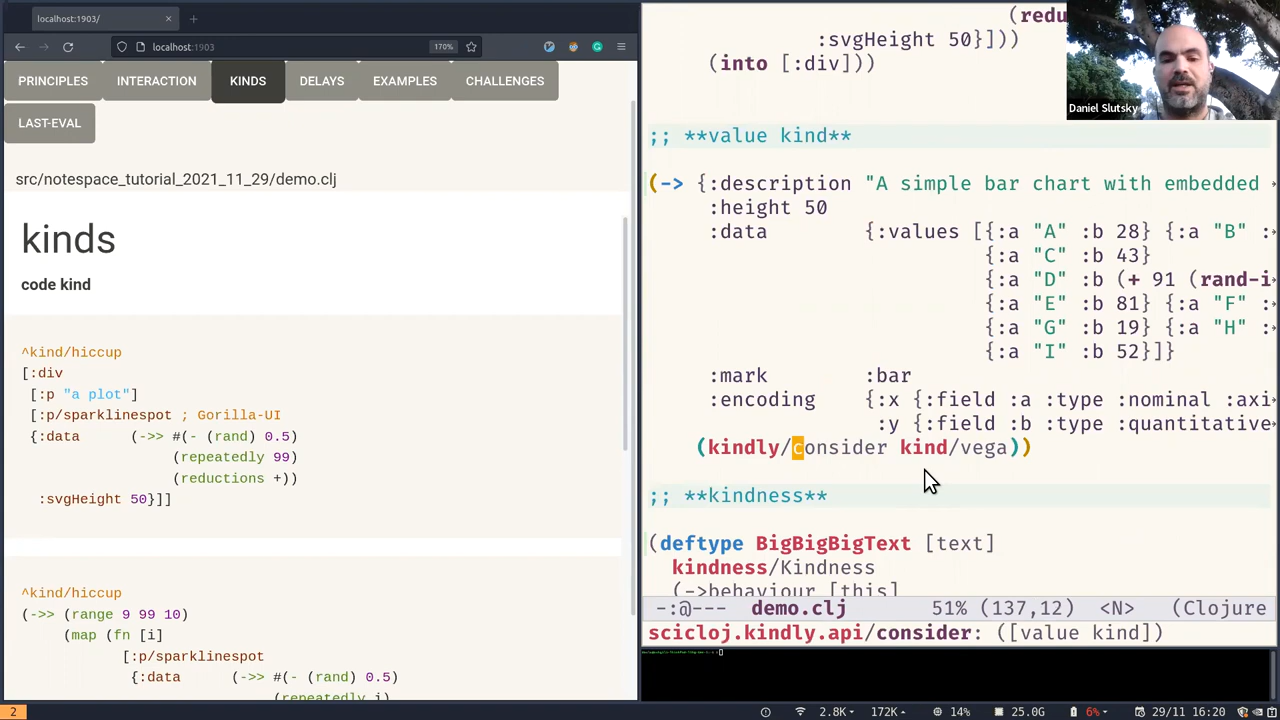 localhost:1903/
localhost:1903
170%
PRINCIPLES
INTERACTION
KINDS
DELAYS
EXAMPLES
CHALLENGES
LAST-EVAL
src/notespace_tutorial_2021_11_29/demo.clj
kinds
code kind
^kind/hiccup
[:div
[:p "a plot"]
[:p/sparklinespot ; Gorilla-UI
{:data (->> #(- (rand) 0.5)
(repeatedly 99)
(reductions +))
:svgHeight 50}]]
^kind/hiccup
(->> (range 9 99 10)
(map (fn [i]
[:p/sparklinespot
{:data (->> #(- (rand) 0.5)
(repeatedly i)
(redu
:svgHeight 50}]))
(into [:div]))
Daniel Slutsky
;; **value kind**
(-> {:description "A simple bar chart with embedded
:height 50
:data {:values [{:a "A" :b 28} {:a "B" :
{:a "C" :b 43}
{:a "D" :b (+ 91 (rand-i
{:a "E" :b 81} {:a "F" :
{:a "G" :b 19} {:a "H" :
{:a "I" :b 52}]}
:mark :bar
:encoding {:x {:field :a :type :nominal :axi
:y {:field :b :type :quantitative
(kindly/consider kind/vega))
;; **kindness**
(deftype BigBigBigText [text]
kindness/Kindness
(->behaviour [this]
-:@--- demo.clj 51% (137,12) <N> (Clojure
scicloj.kindly.api/consider: ([value kind])
2
2.8K
172K
14%
25.0G
6%
29/11 16:20